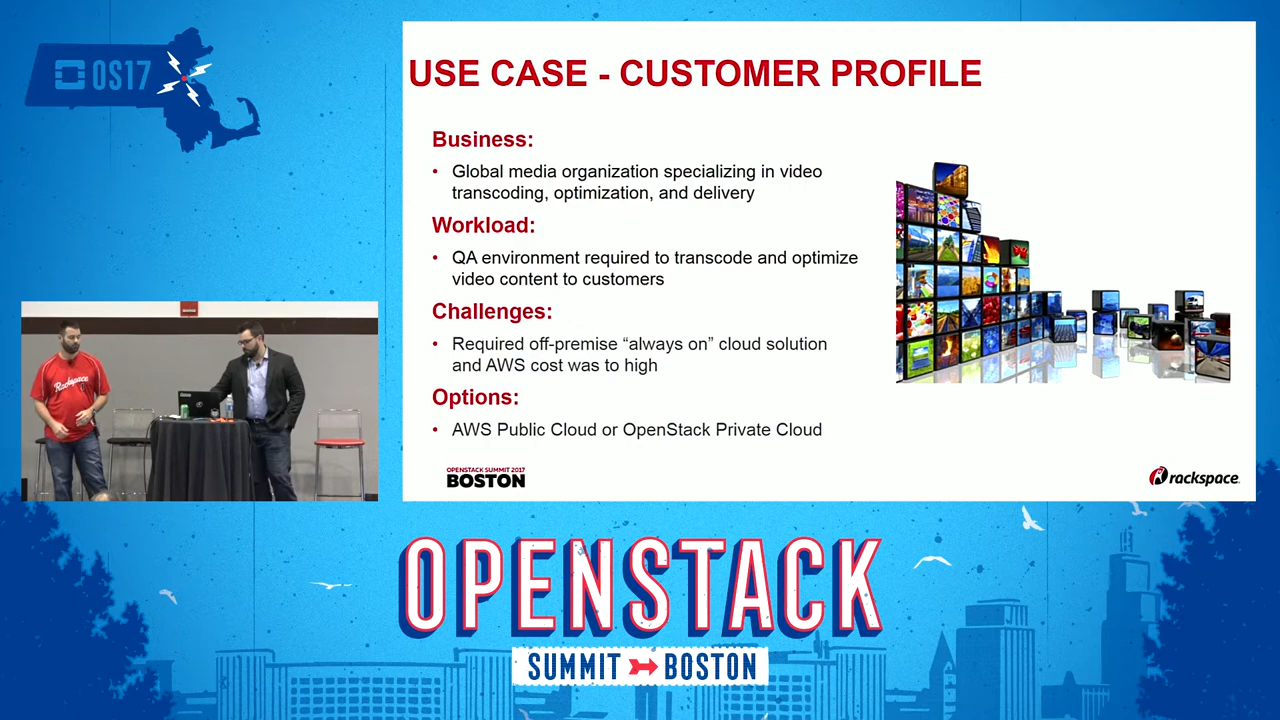 OS17
USE CASE - CUSTOMER PROFILE
Business:
• Global media organization specializing in video
transcoding, optimization, and delivery
Workload:
• QA environment required to transcode and optimize
video content to customers
Challenges:
• Required off-premise “always on” cloud solution
and AWS cost was to high
Options:
• AWS Public Cloud or OpenStack Private Cloud
OPENSTACK SUMMIT 2017
BOSTON
rackspace.
Rackspace
OPENSTACK
SUMMIT BOSTON